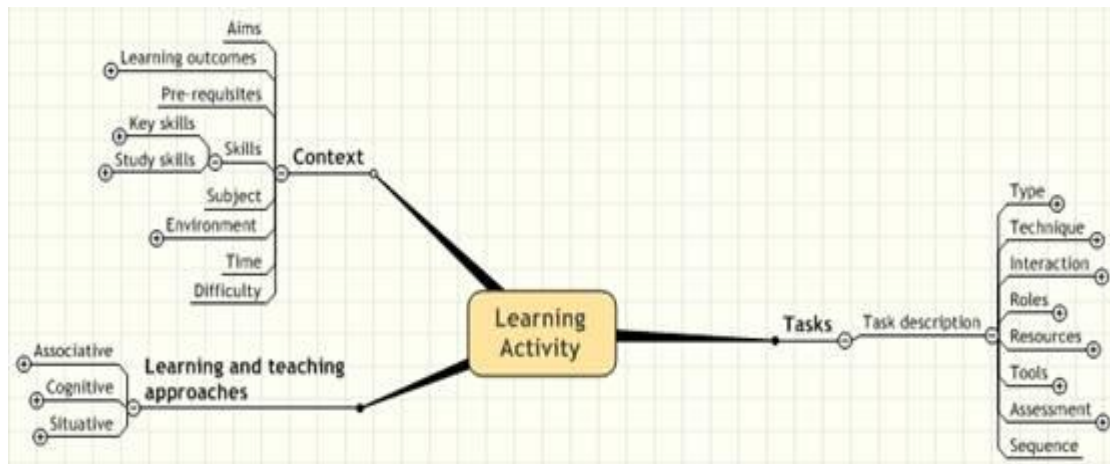 Aims
Learning outcomes
Pre-requisites
Key skills
Study skills
Skills
Context
Subject
Environment
Time
Difficulty
Learning
Activity
Associative
Cognitive
Situative
Learning and teaching
approaches
Tasks
Task description
Type
Technique
Interaction
Roles
Resources
Tools
Assessment
Sequence